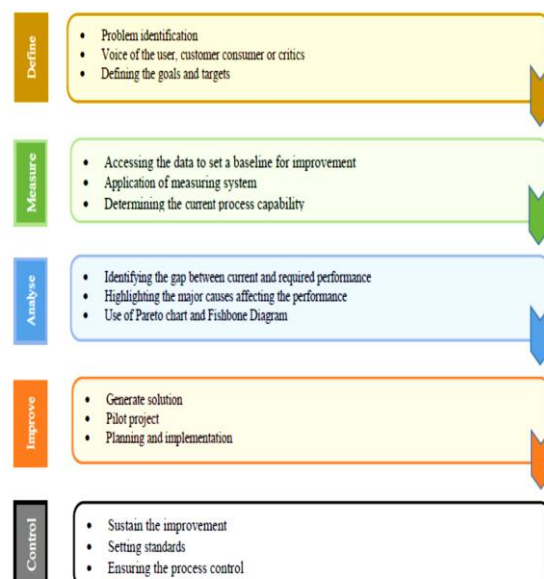 Define
• Problem identification
• Voice of the user, customer consumer or critics
• Defining the goals and targets
Measure
• Accessing the data to set a baseline for improvement
• Application of measuring system
• Determining the current process capability
Analyse
• Identifying the gap between current and required performance
• Highlighting the major causes affecting the performance
• Use of Pareto chart and Fishbone Diagram
Improve
• Generate solution
• Pilot project
• Planning and implementation
Control
• Sustain the improvement
• Setting standards
• Ensuring the process control